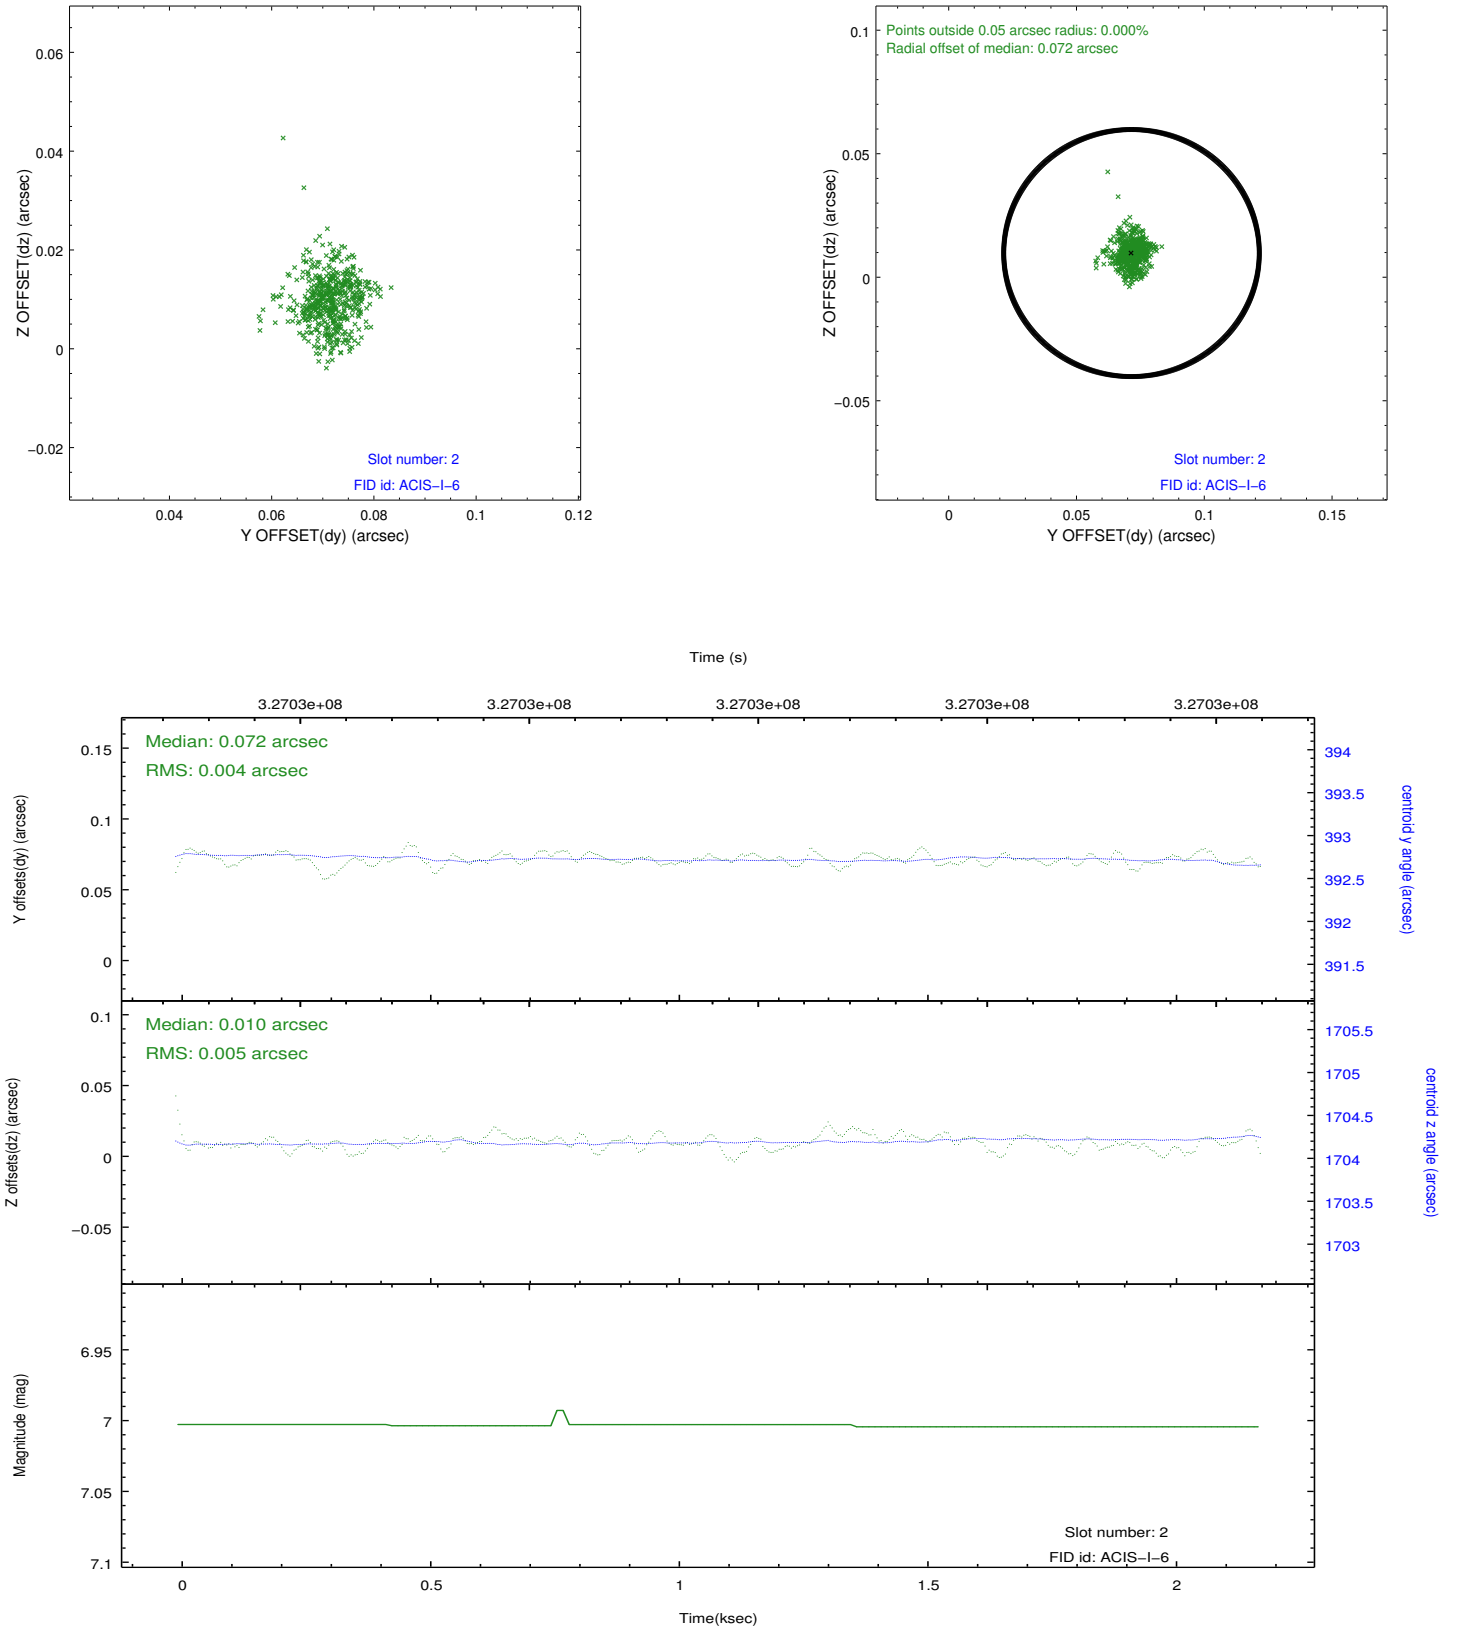 0.06
0.04
0.02
0
−0.02
Z OFFSET(dz) (arcsec)
Slot number: 2
FID id: ACIS−I−6
0.04 0.06 0.08 0.1 0.12
Y OFFSET(dy) (arcsec)
Points outside 0.05 arcsec radius: 0.000%
Radial offset of median: 0.072 arcsec
0.1
0.05
0
−0.05
Z OFFSET(dz) (arcsec)
Slot number: 2
FID id: ACIS−I−6
0 0.05 0.1 0.15
Y OFFSET(dy) (arcsec)
Time (s)
3.2703e+08 3.2703e+08 3.2703e+08 3.2703e+08 3.2703e+08
Median: 0.072 arcsec
RMS: 0.004 arcsec
0.15
0.1
0.05
0
Y offsets(dy) (arcsec)
394
393.5
393
392.5
392
391.5
centroid y angle (arcsec)
Median: 0.010 arcsec
RMS: 0.005 arcsec
0.1
0.05
0
−0.05
Z offsets(dz) (arcsec)
1705.5
1705
1704.5
1704
1703.5
1703
centroid z angle (arcsec)
6.95
7
7.05
7.1
Magnitude (mag)
Slot number: 2
FID id: ACIS−I−6
0 0.5 1 1.5 2
Time(ksec)